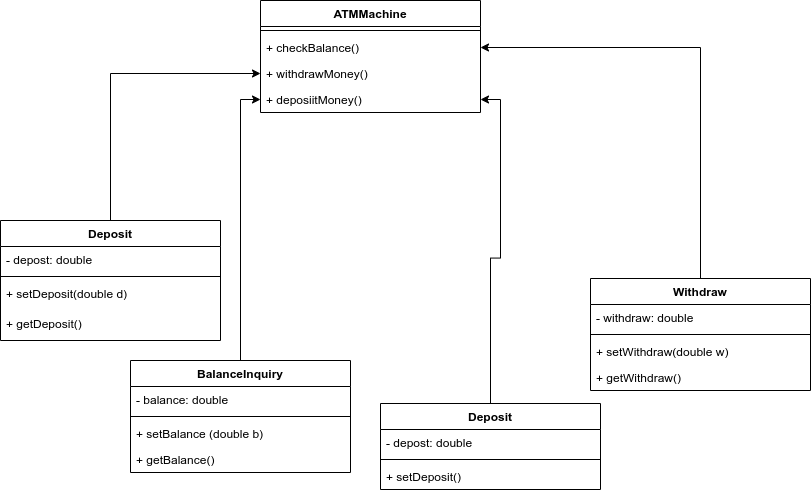 ATMMachine
+ checkBalance()
+ withdrawMoney()
+ deposiitMoney()
Deposit
- depost: double
+ setDeposit(double d)
+ getDeposit()
BalanceInquiry
- balance: double
+ setBalance (double b)
+ getBalance()
Deposit
- depost: double
+ setDeposit()
Withdraw
- withdraw: double
+ setWithdraw(double w)
+ getWithdraw()